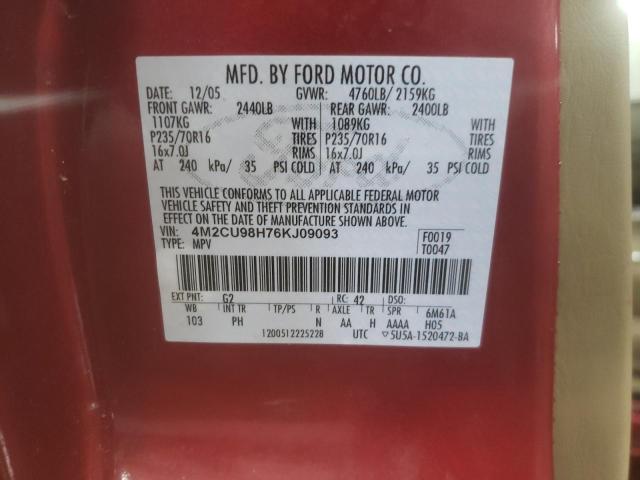 MFD. BY FORD MOTOR CO.
DATE: 12/05 GVWR: 4760LB/ 2159KG
FRONT GAWR: 2440LB REAR GAWR: 2400LB
1107KG WITH 1089KG WITH
P235/70R16 TIRES P235/70R16 TIRES
16x7.0J RIMS 16x7.0J RIMS
AT 240 kPa/ 35 PSI COLD AT 240 kPa/ 35 PSI COLD
THIS VEHICLE CONFORMS TO ALL APPLICABLE FEDERAL MOTOR
VEHICLE SAFETY AND THEFT PREVENTION STANDARDS IN
EFFECT ON THE DATE OF MANUFACTURE SHOWN ABOVE.
VIN: 4M2CU98H76KJ09093 F0019
TYPE: MPV T0047
EXT PNT: G2 RC: 42 DSO:
WB INT TR TP/PS R AXLE TR SPR 6M61A
103 PH N AA H AAAA H05
1200512225228 UTC ▽5U5A-1520472-BA